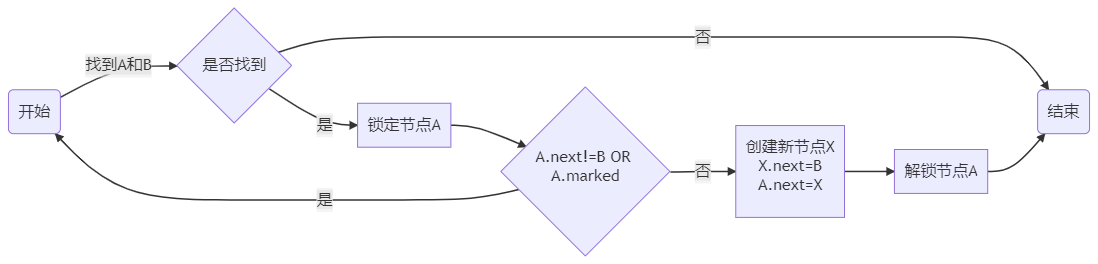 开始
找到A和B
是否找到
否
是
锁定节点A
A.next!=B OR
A.marked
是
否
创建新节点X
X.next=B
A.next=X
解锁节点A
结束